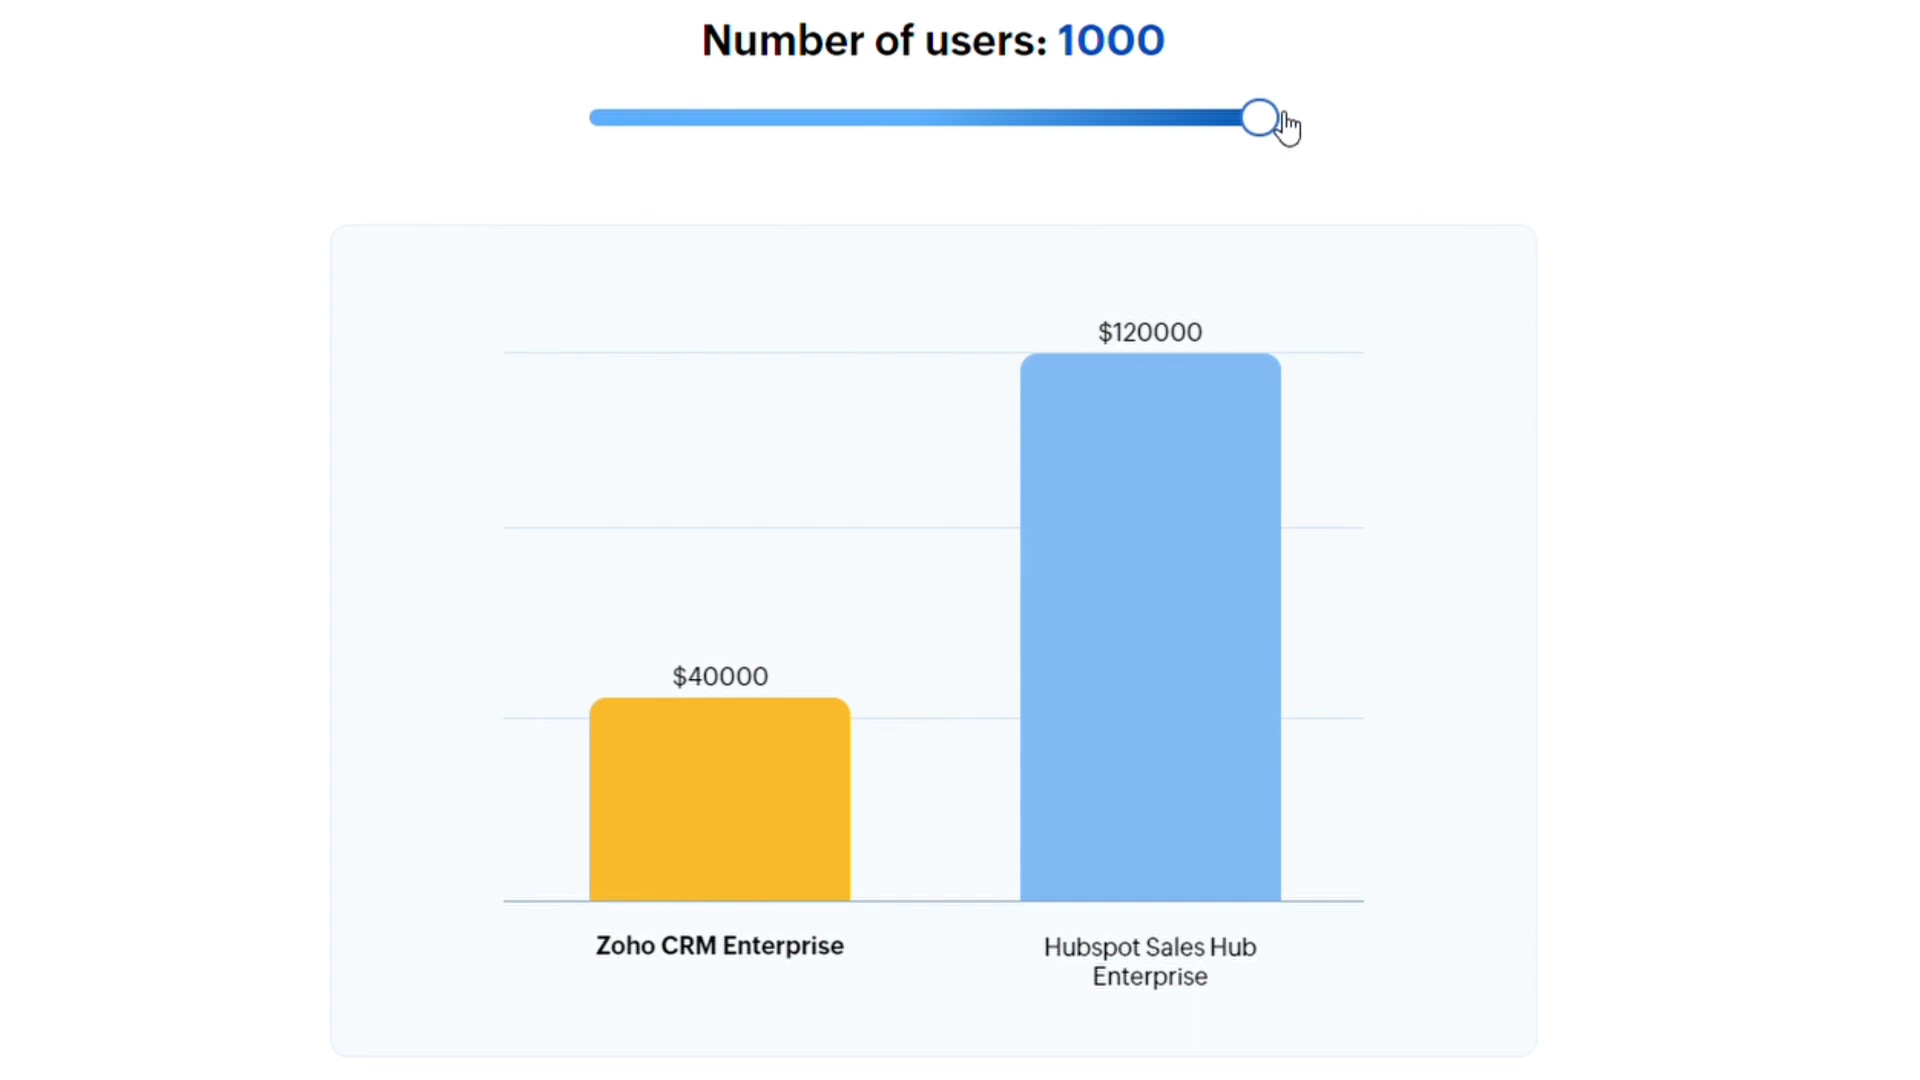 Number of users: 1000
$120000
$40000
Zoho CRM Enterprise
Hubspot Sales Hub
Enterprise